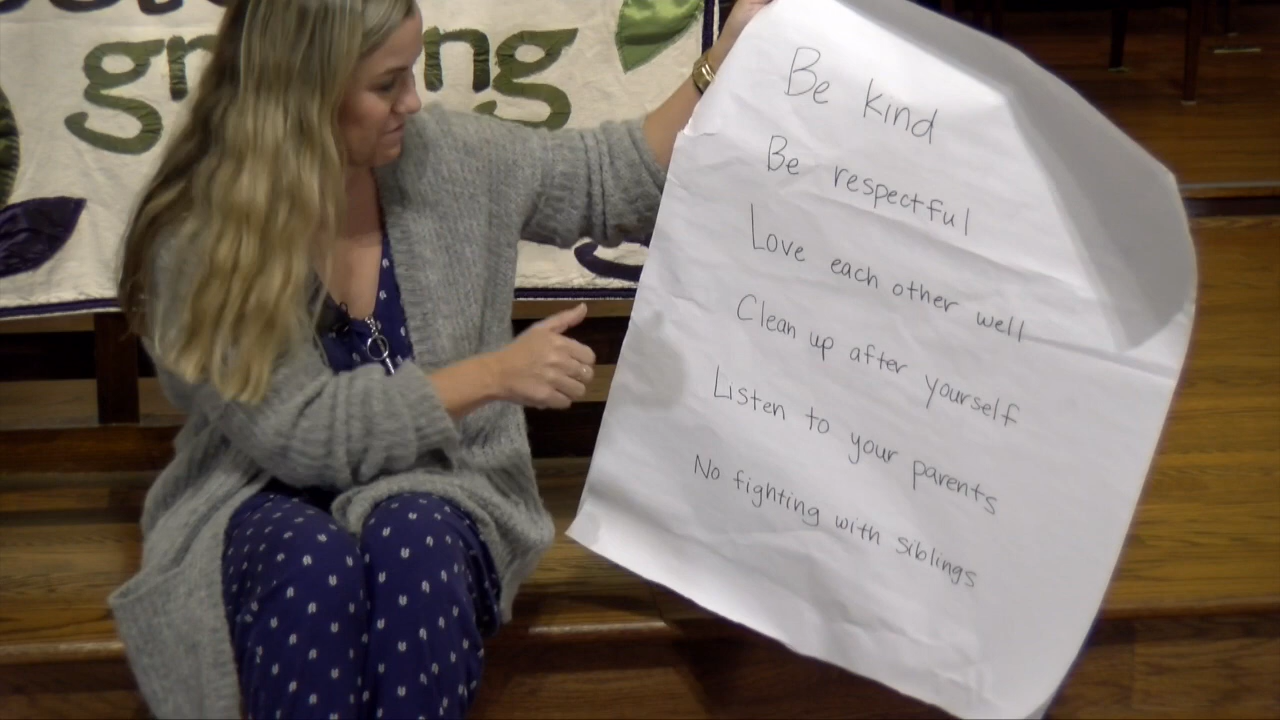 Be kind
Be respectful
Love each other well
Clean up after yourself
Listen to your parents
No fighting with siblings